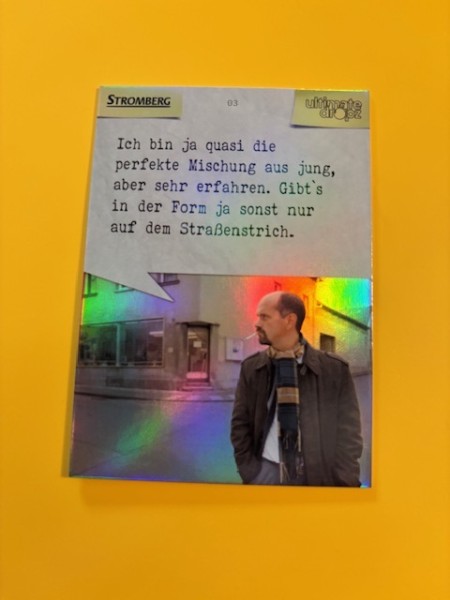 STROMBERG
03
ultimate
dropz
Ich bin ja quasi die
perfekte Mischung aus jung,
aber sehr erfahren. Gibt`s
in der Form ja sonst nur
auf dem Straßenstrich.